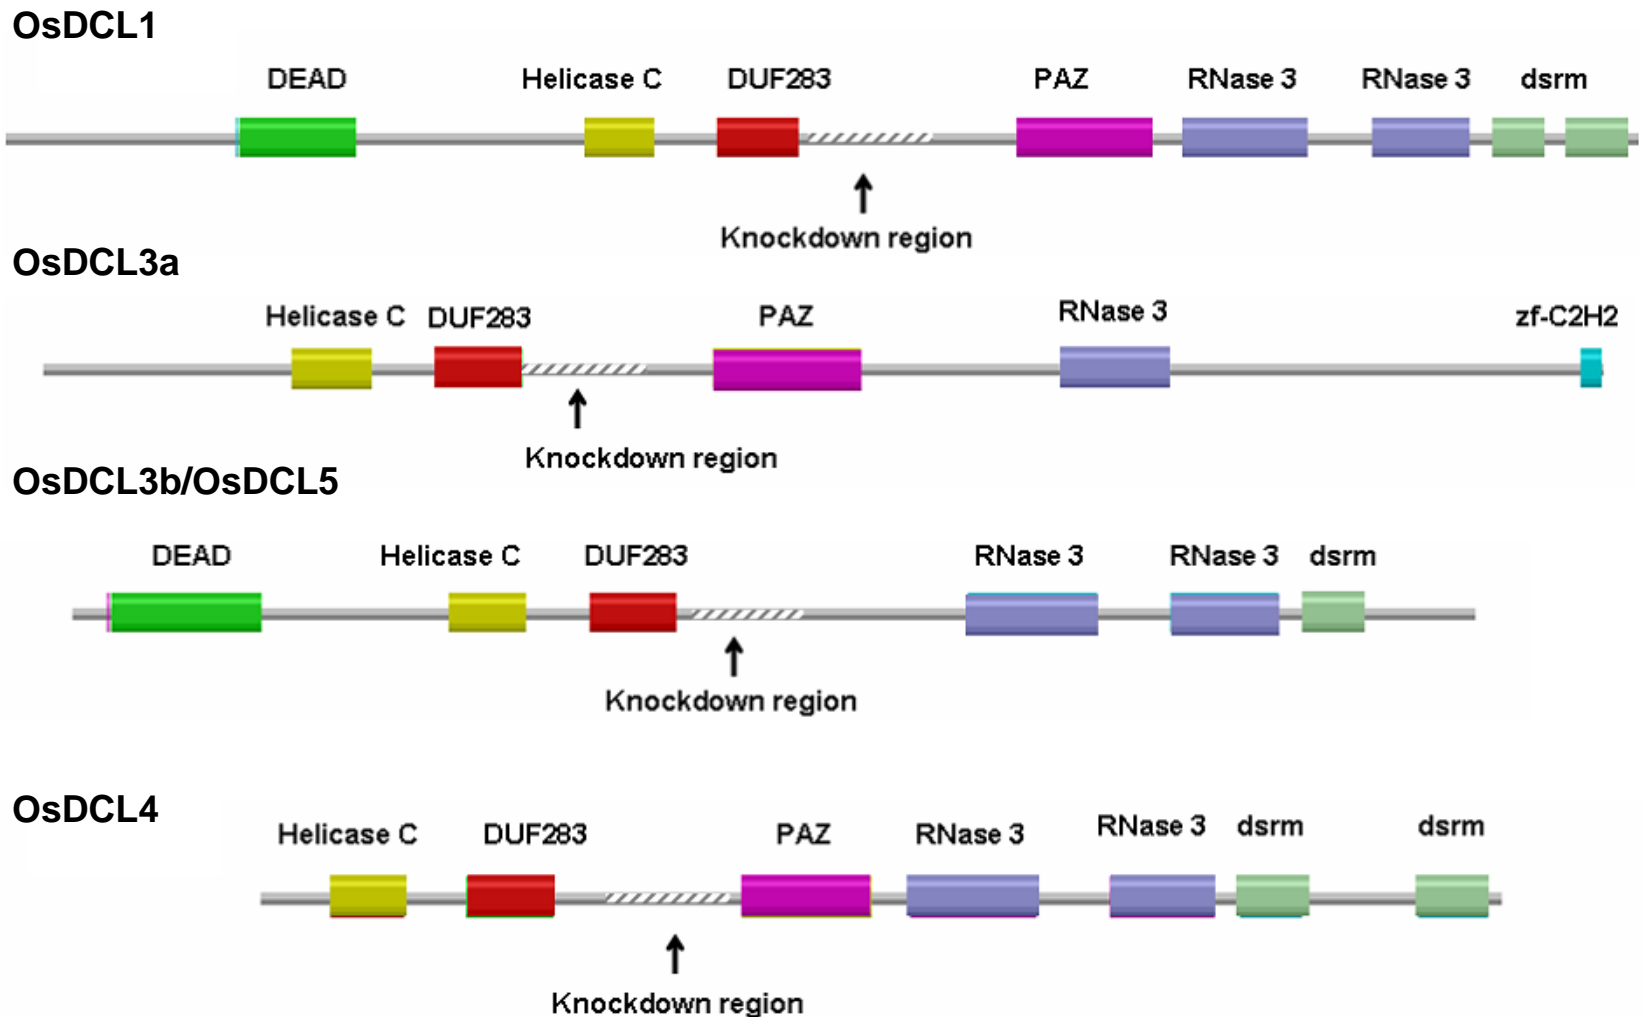 OsDCL1
DEAD Helicase C DUF283 PAZ RNase 3 RNase 3 dsrm
Knockdown region
OsDCL3a
Helicase C DUF283 PAZ RNase 3 zf-C2H2
Knockdown region
OsDCL3b/OsDCL5
DEAD Helicase C DUF283 RNase 3 RNase 3 dsrm
Knockdown region
OsDCL4
Helicase C DUF283 PAZ RNase 3 RNase 3 dsrm dsrm
Knockdown region